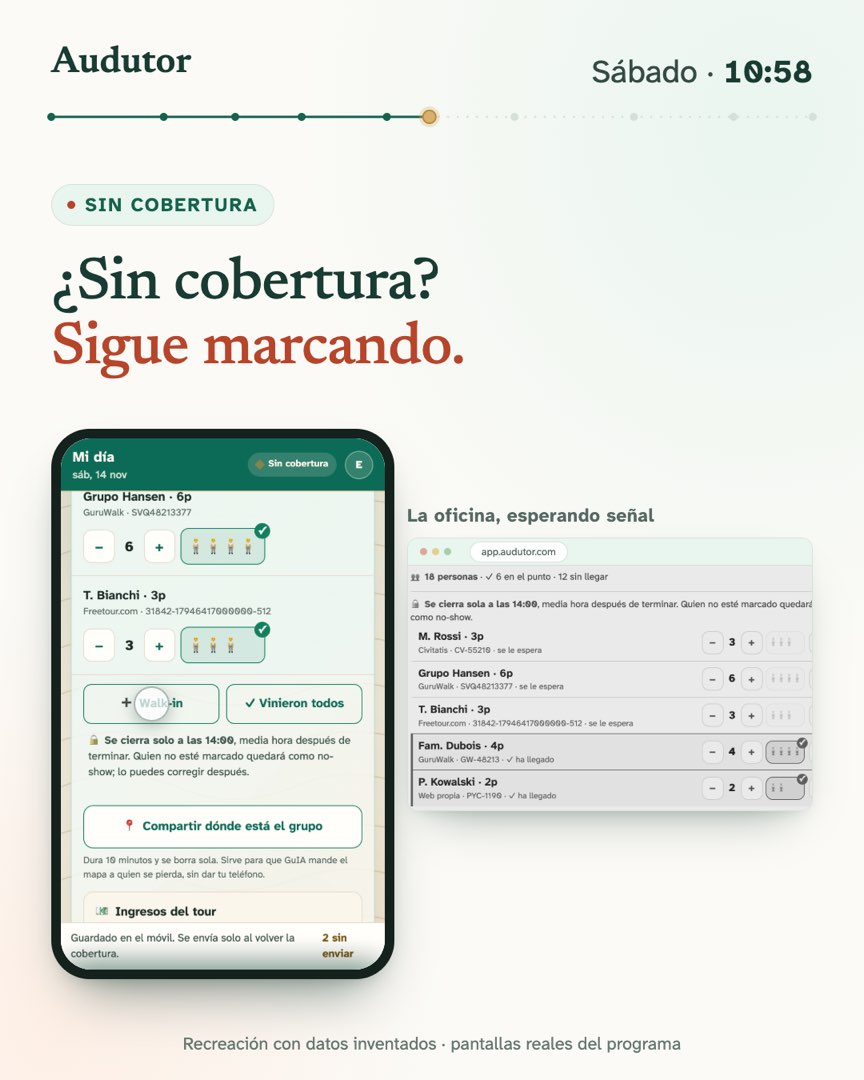 Audutor
Sábado · 10:58
SIN COBERTURA
¿Sin cobertura?
Sigue marcando.
Mi día
sáb, 14 nov
Sin cobertura
E
Grupo Hansen · 6p
GuruWalk · SVQ48213377
− 6 +
T. Bianchi · 3p
Freetour.com · 31842-17946417000000-512
− 3 +
+ Walk-in
✓ Vinieron todos
Se cierra solo a las 14:00, media hora después de
terminar. Quien no esté marcado quedará como no-
show; lo puedes corregir después.
Compartir dónde está el grupo
Dura 10 minutos y se borra sola. Sirve para que GuIA mande el
mapa a quien se pierda, sin dar tu teléfono.
Ingresos del tour
Guardado en el móvil. Se envía solo al volver la
cobertura.
2 sin
enviar
La oficina, esperando señal
app.audutor.com
18 personas · ✓ 6 en el punto · 12 sin llegar
Se cierra sola a las 14:00, media hora después de terminar. Quien no esté marcado quedará
como no-show.
M. Rossi · 3p
Civitatis · CV-55210 · se le espera
− 3 +
Grupo Hansen · 6p
GuruWalk · SVQ48213377 · se le espera
− 6 +
T. Bianchi · 3p
Freetour.com · 31842-17946417000000-512 · se le espera
− 3 +
Fam. Dubois · 4p
GuruWalk · GW-48213 · ✓ ha llegado
− 4 +
P. Kowalski · 2p
Web propia · PYC-1190 · ✓ ha llegado
− 2 +
Recreación con datos inventados · pantallas reales del programa